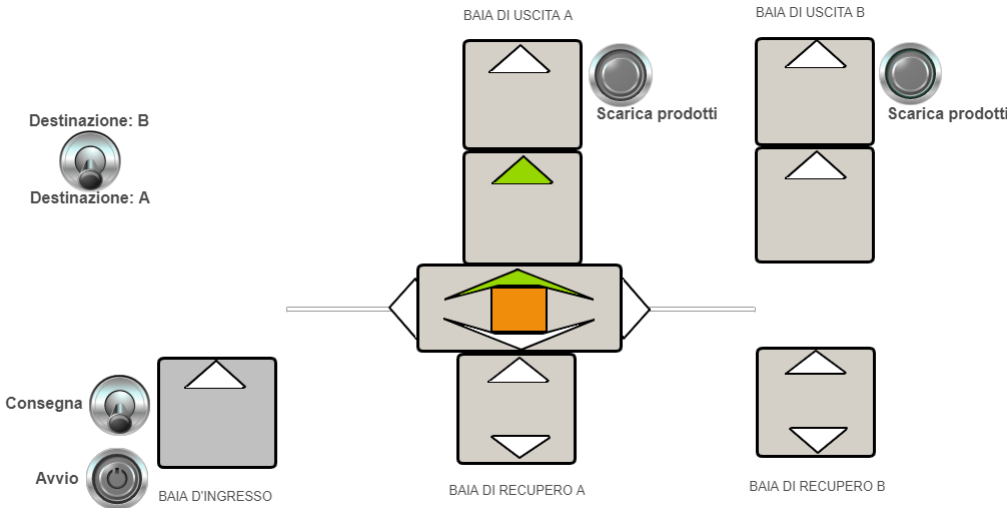 BAIA DI USCITA A
BAIA DI USCITA B
Scarica prodotti
Scarica prodotti
Destinazione: B
Destinazione: A
Consegna
Avvio
BAIA D'INGRESSO
BAIA DI RECUPERO A
BAIA DI RECUPERO B